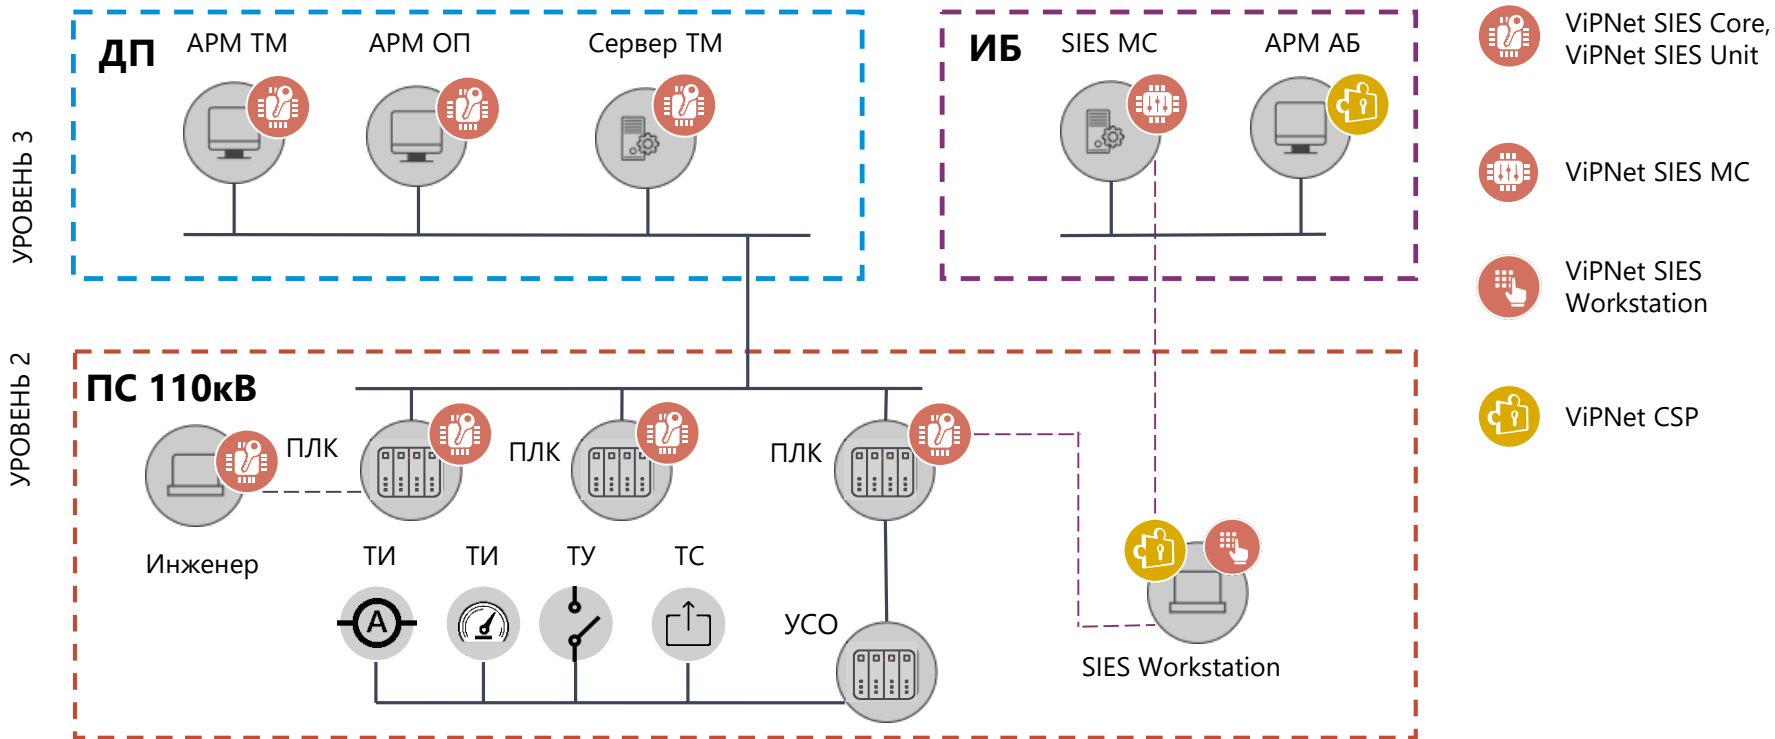 УРОВЕНЬ 3
ДП
АРМ ТМ
АРМ ОП
Сервер ТМ
ИБ
SIES MC
АРМ АБ
УРОВЕНЬ 2
ПС 110кВ
ПЛК
ПЛК
ПЛК
Инженер
ТИ
ТИ
ТУ
ТС
A
УСО
SIES Workstation
ViPNet SIES Core,
ViPNet SIES Unit
ViPNet SIES MC
ViPNet SIES
Workstation
ViPNet CSP